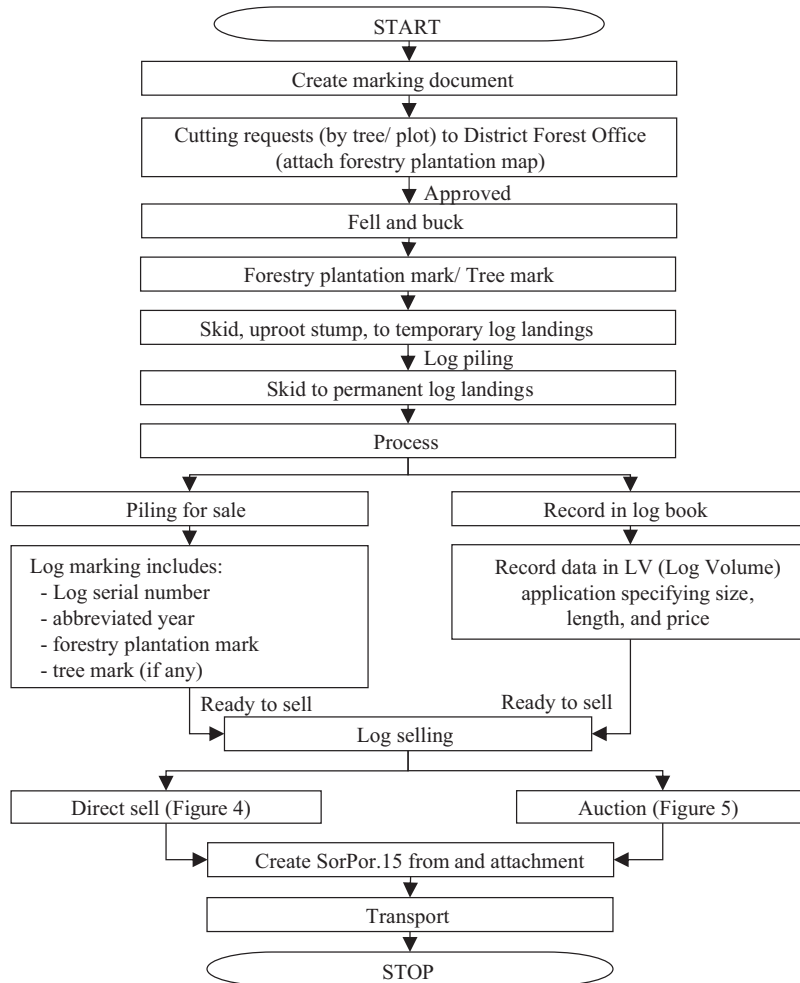 START
Create marking document
Cutting requests (by tree/ plot) to District Forest Office
(attach forestry plantation map)
Approved
Fell and buck
Forestry plantation mark/ Tree mark
Skid, uproot stump, to temporary log landings
Log piling
Skid to permanent log landings
Process
Piling for sale
Record in log book
Log marking includes:
- Log serial number
- abbreviated year
- forestry plantation mark
- tree mark (if any)
Record data in LV (Log Volume)
application specifying size,
length, and price
Ready to sell
Ready to sell
Log selling
Direct sell (Figure 4)
Auction (Figure 5)
Create SorPor.15 from and attachment
Transport
STOP